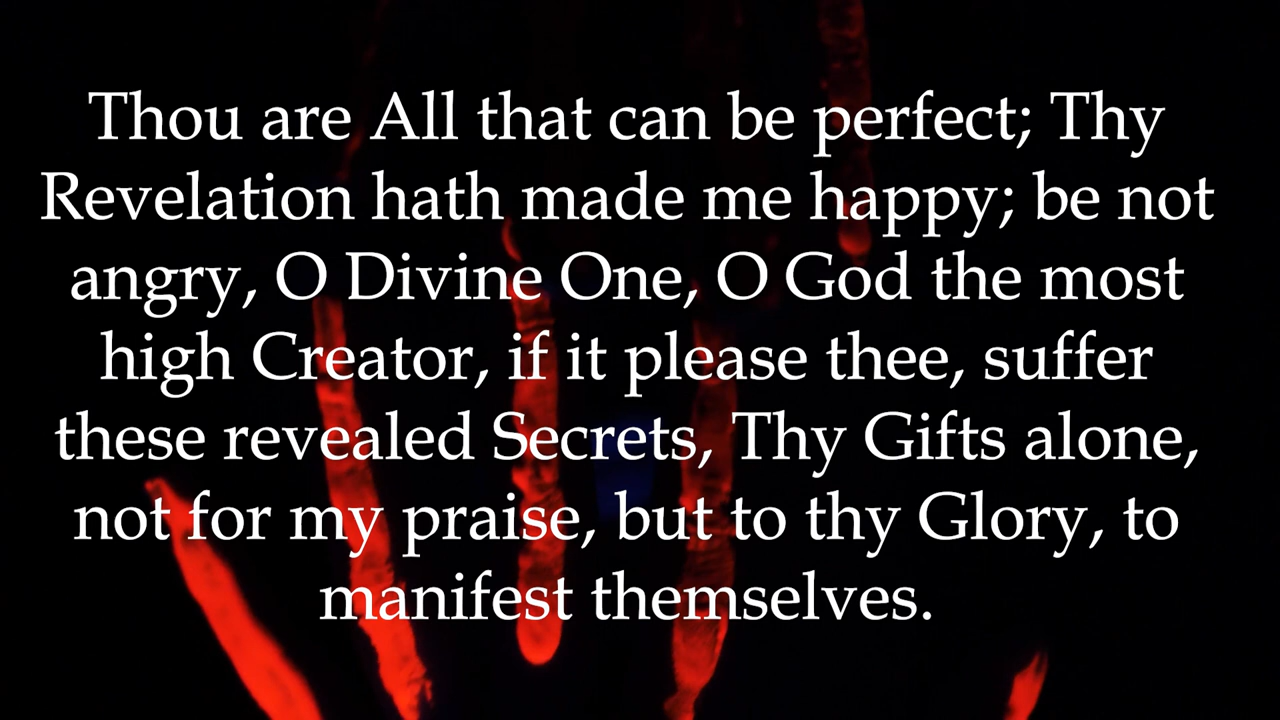 Thou are All that can be perfect; Thy
Revelation hath made me happy; be not
angry, O Divine One, O God the most
high Creator, if it please thee, suffer
these revealed Secrets, Thy Gifts alone,
not for my praise, but to thy Glory, to
manifest themselves.